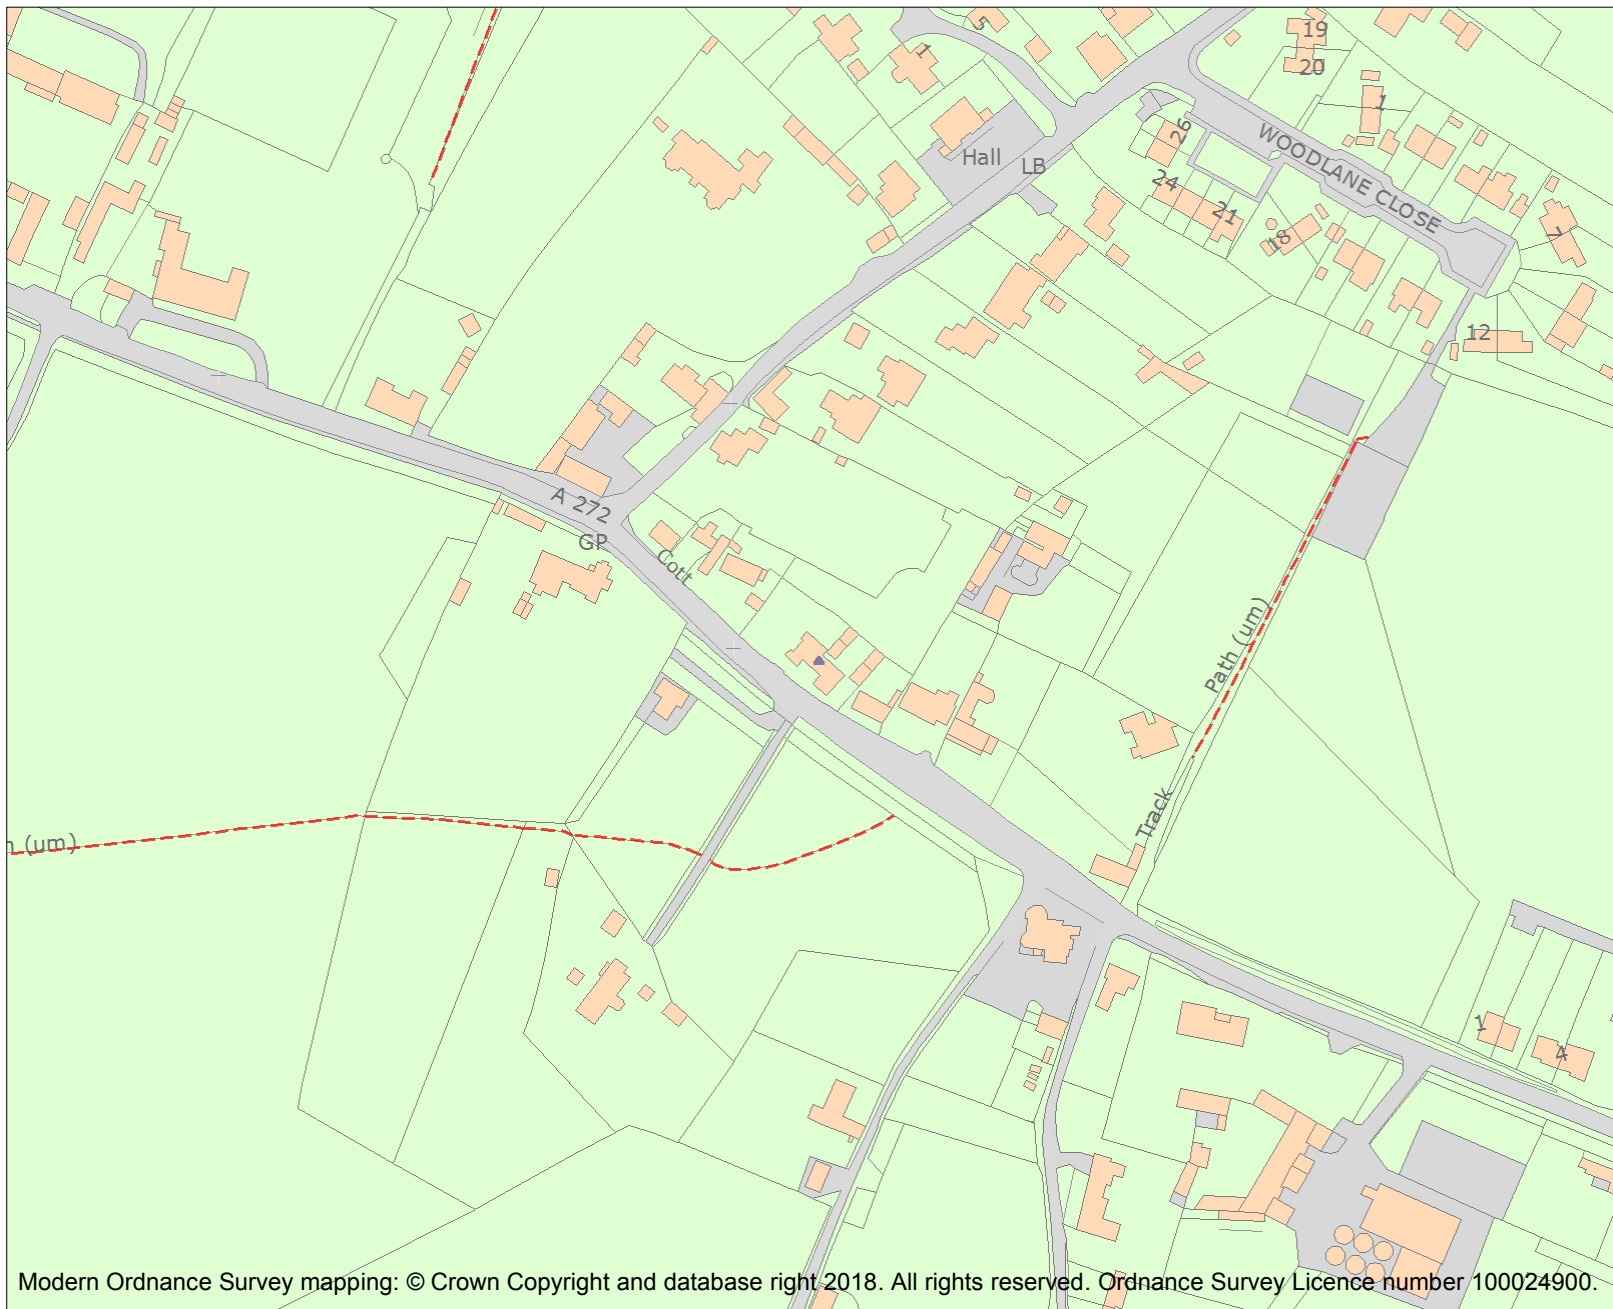 5
1
19
20
1
WOODLANE CLOSE
26
Hall
LB
24
21
18
7
12
A 272
GP
Cott
Path (um)
Track
(um)
1
4
Modern Ordnance Survey mapping: © Crown Copyright and database right 2018. All rights reserved. Ordnance Survey Licence number 100024900.